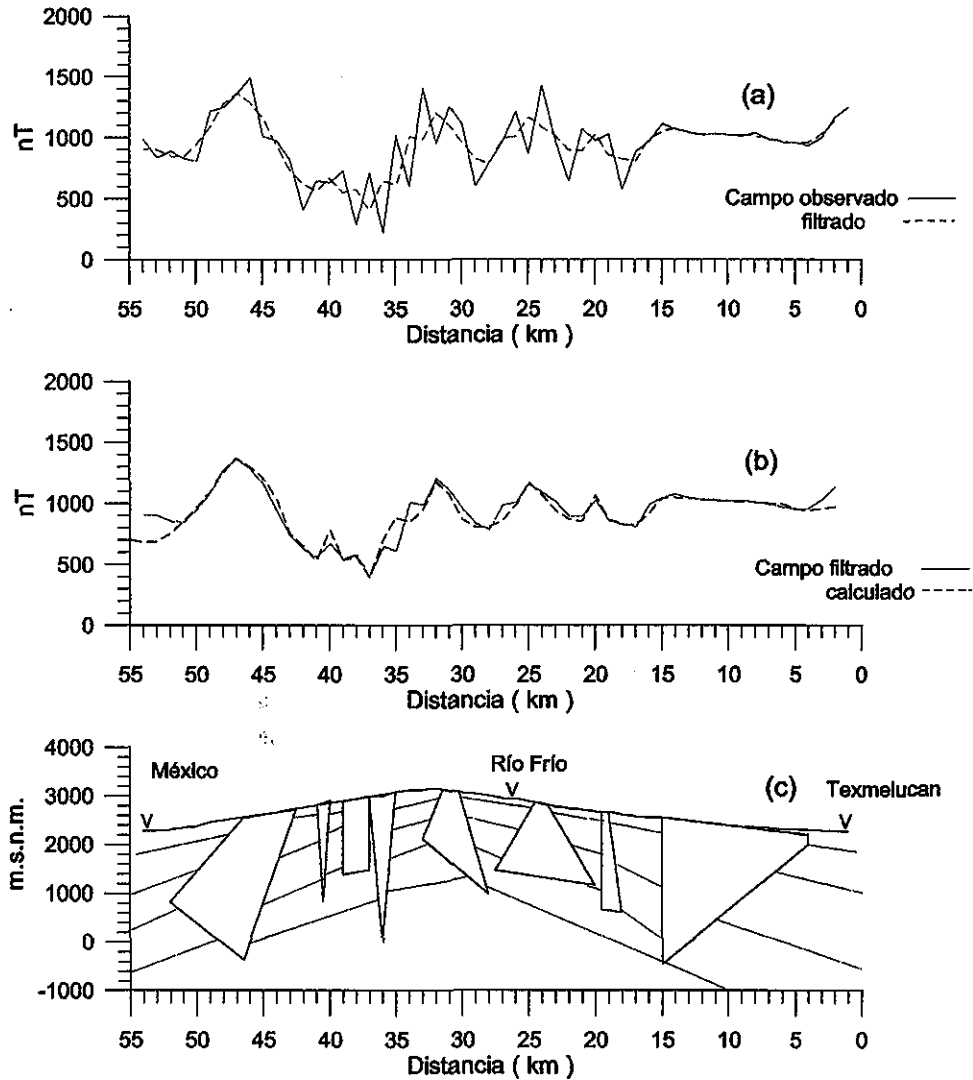 2000
1500
1000
500
0
nT
(a)
Campo observado
filtrado
55 50 45 40 35 30 25 20 15 10 5 0
Distancia ( km )
2000
1500
1000
500
0
nT
(b)
Campo filtrado
calculado
55 50 45 40 35 30 25 20 15 10 5 0
Distancia ( km )
4000
3000
2000
1000
0
-1000
m.s.n.m.
México
Río Frío
(c)
Texmelucan
55 50 45 40 35 30 25 20 15 10 5 0
Distancia ( km )